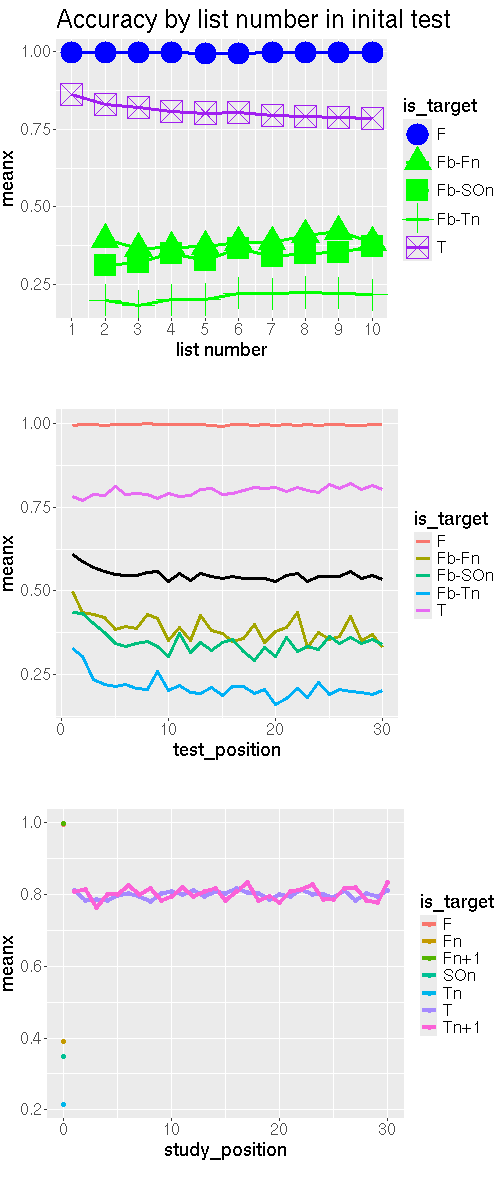 Accuracy by list number in inital test
1.00
0.75
0.50
0.25
meanx
1 2 3 4 5 6 7 8 9 10
list number
is_target
F
Fb-Fn
Fb-SOn
Fb-Tn
T
1.00
0.75
0.50
0.25
meanx
0 10 20 30
test_position
is_target
F
Fb-Fn
Fb-SOn
Fb-Tn
T
1.0
0.8
0.6
0.4
0.2
meanx
0 10 20 30
study_position
is_target
F
Fn
Fn+1
SOn
Tn
T
Tn+1